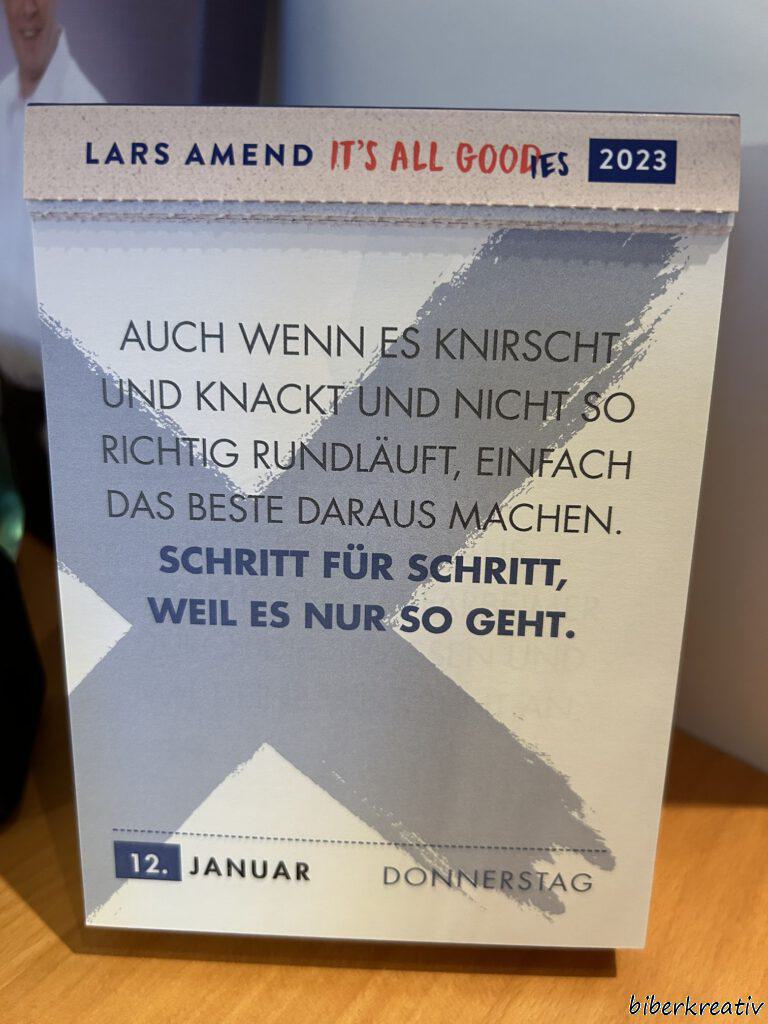 LARS AMEND IT'S ALL GOODIES 2023
AUCH WENN ES KNIRSCHT
UND KNACKT UND NICHT SO
RICHTIG RUNDLÄUFT, EINFACH
DAS BESTE DARAUS MACHEN.
SCHRITT FÜR SCHRITT,
WEIL ES NUR SO GEHT.
12. JANUAR DONNERSTAG
biberkreativ